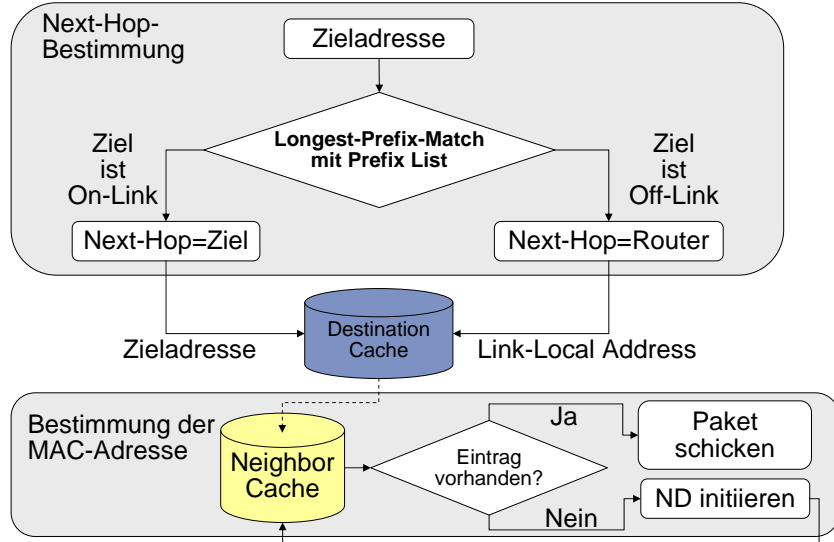 Next-Hop-
Bestimmung
Zieladresse
Longest-Prefix-Match
mit Prefix List
Ziel
ist
On-Link
Ziel
ist
Off-Link
Next-Hop=Ziel
Next-Hop=Router
Destination
Cache
Zieladresse
Link-Local Address
Bestimmung der
MAC-Adresse
Neighbor
Cache
Eintrag
vorhanden?
Ja
Paket
schicken
Nein
ND initiieren